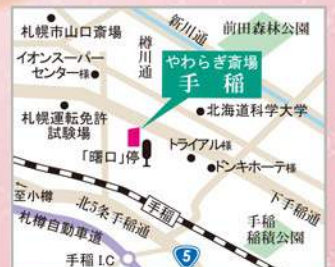 新川通
前田森林公園
札幌市山口斎場
樽川通
イオンスーパー
センター様
やわらぎ斎場
手稲
北海道科学大学
札幌運転免許
試験場
トライアル様
「曙口」停
ドンキホーテ様
至小樽
手稲
下手稲通
北5条手稲通
札樽自動車道
手稲
稲積公園
手稲I.C
5